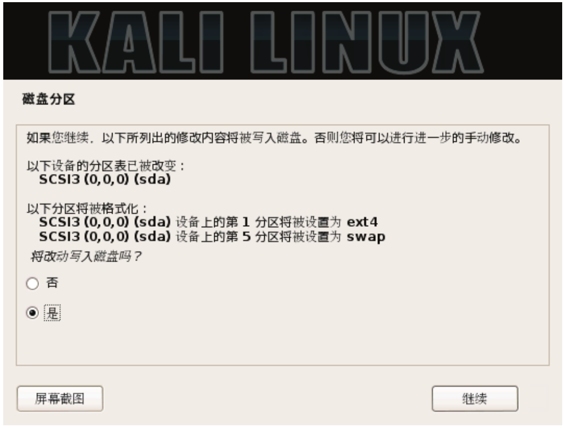 KALI LINUX
磁盘分区
如果您继续，以下所列出的修改内容将被写入磁盘。否则您将可以进行进一步的手动修改。
以下设备的分区表已被改变：
SCSI3 (0,0,0) (sda)
以下分区将被格式化：
SCSI3 (0,0,0) (sda) 设备上的第 1 分区将被设置为 ext4
SCSI3 (0,0,0) (sda) 设备上的第 5 分区将被设置为 swap
将改动写入磁盘吗？
否
是
屏幕截图
继续